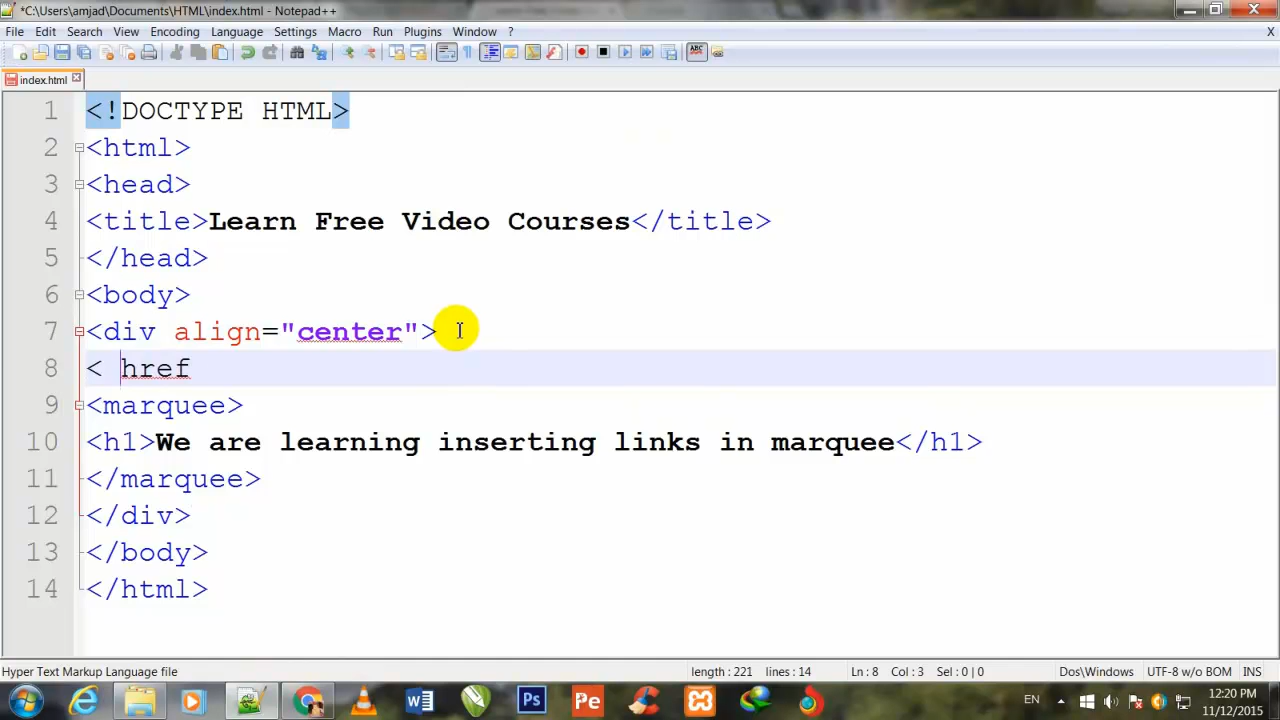 *C:\Users\amjad\Documents\HTML\index.html - Notepad++
File Edit Search View Encoding Language Settings Macro Run Plugins Window ? X
ABC
index.html
1 <!DOCTYPE HTML>
2 <html>
3 <head>
4 <title>Learn Free Video Courses</title>
5 </head>
6 <body>
7 <div align="center">
8 < href
9 <marquee>
10 <h1>We are learning inserting links in marquee</h1>
11 </marquee>
12 </div>
13 </body>
14 </html>
Hyper Text Markup Language file length : 221 lines : 14 Ln : 8 Col : 3 Sel : 0 | 0 Dos\Windows UTF-8 w/o BOM INS
W Ps Pe EN 12:20 PM
11/12/2015